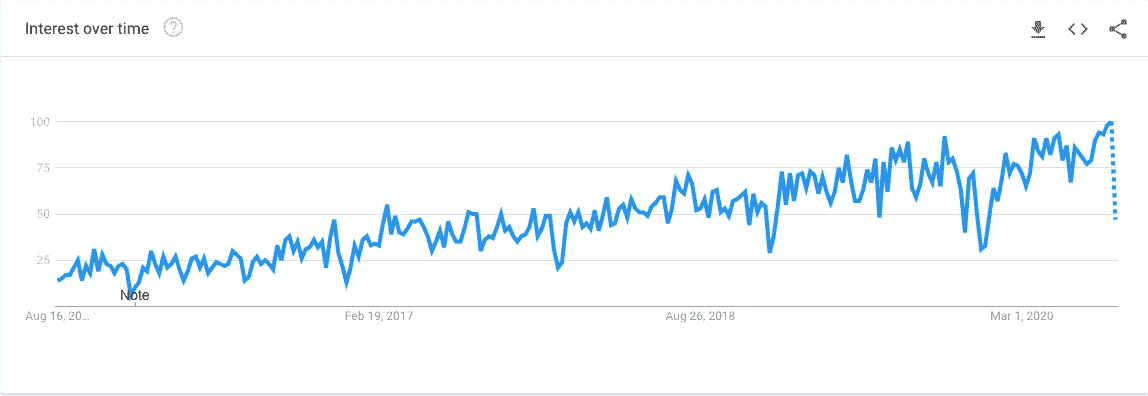 Interest over time
100
75
50
25
Note
Aug 16, 20...
Feb 19, 2017
Aug 26, 2018
Mar 1, 2020